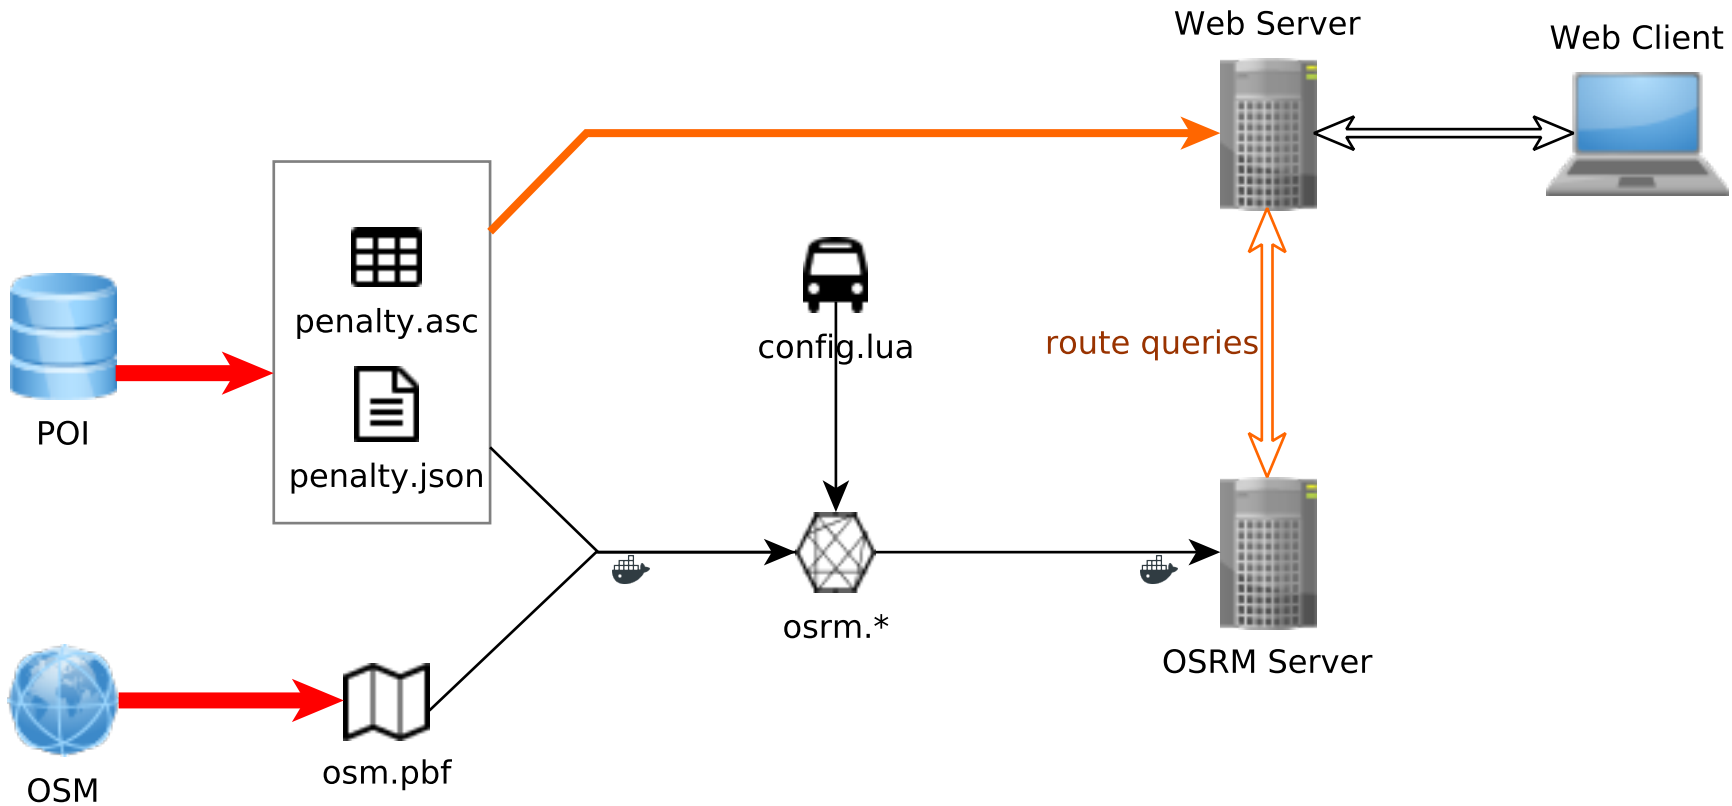 Web Server
Web Client
penalty.asc
config.lua
route queries
POI
penalty.json
osrm.*
OSRM Server
osm.pbf
OSM